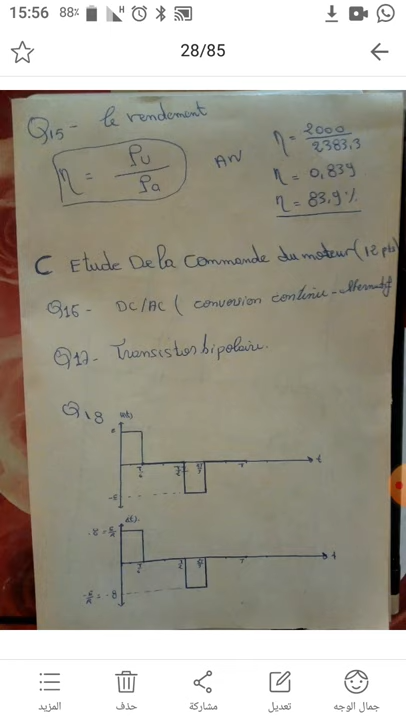 15:56 88%
H
28/85
Q15 - le rendement
η = Pu / Pa
AN
η = 2000 / 2383,3
η = 0,839
η = 83,9%
C Etude De la Commande du moteur (12 pts)
Q16 - DC/AC ( conversion continu - alternatif
Q17 - Transistor bipolaire.
Q18
t
T
t
T
المزيد
حذف
مشاركة
تعديل
جمال الوجه